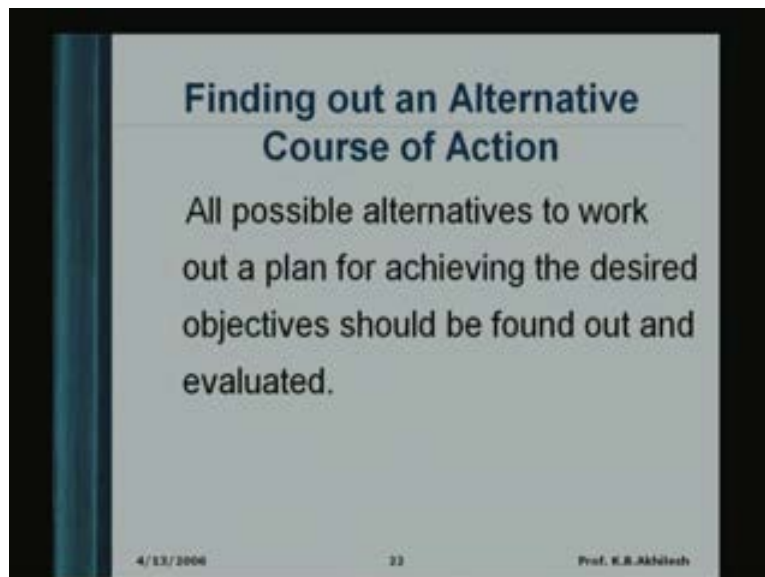 Finding out an Alternative
Course of Action
All possible alternatives to work
out a plan for achieving the desired
objectives should be found out and
evaluated.
4/13/2006
Prof. K.B.Akhilesh